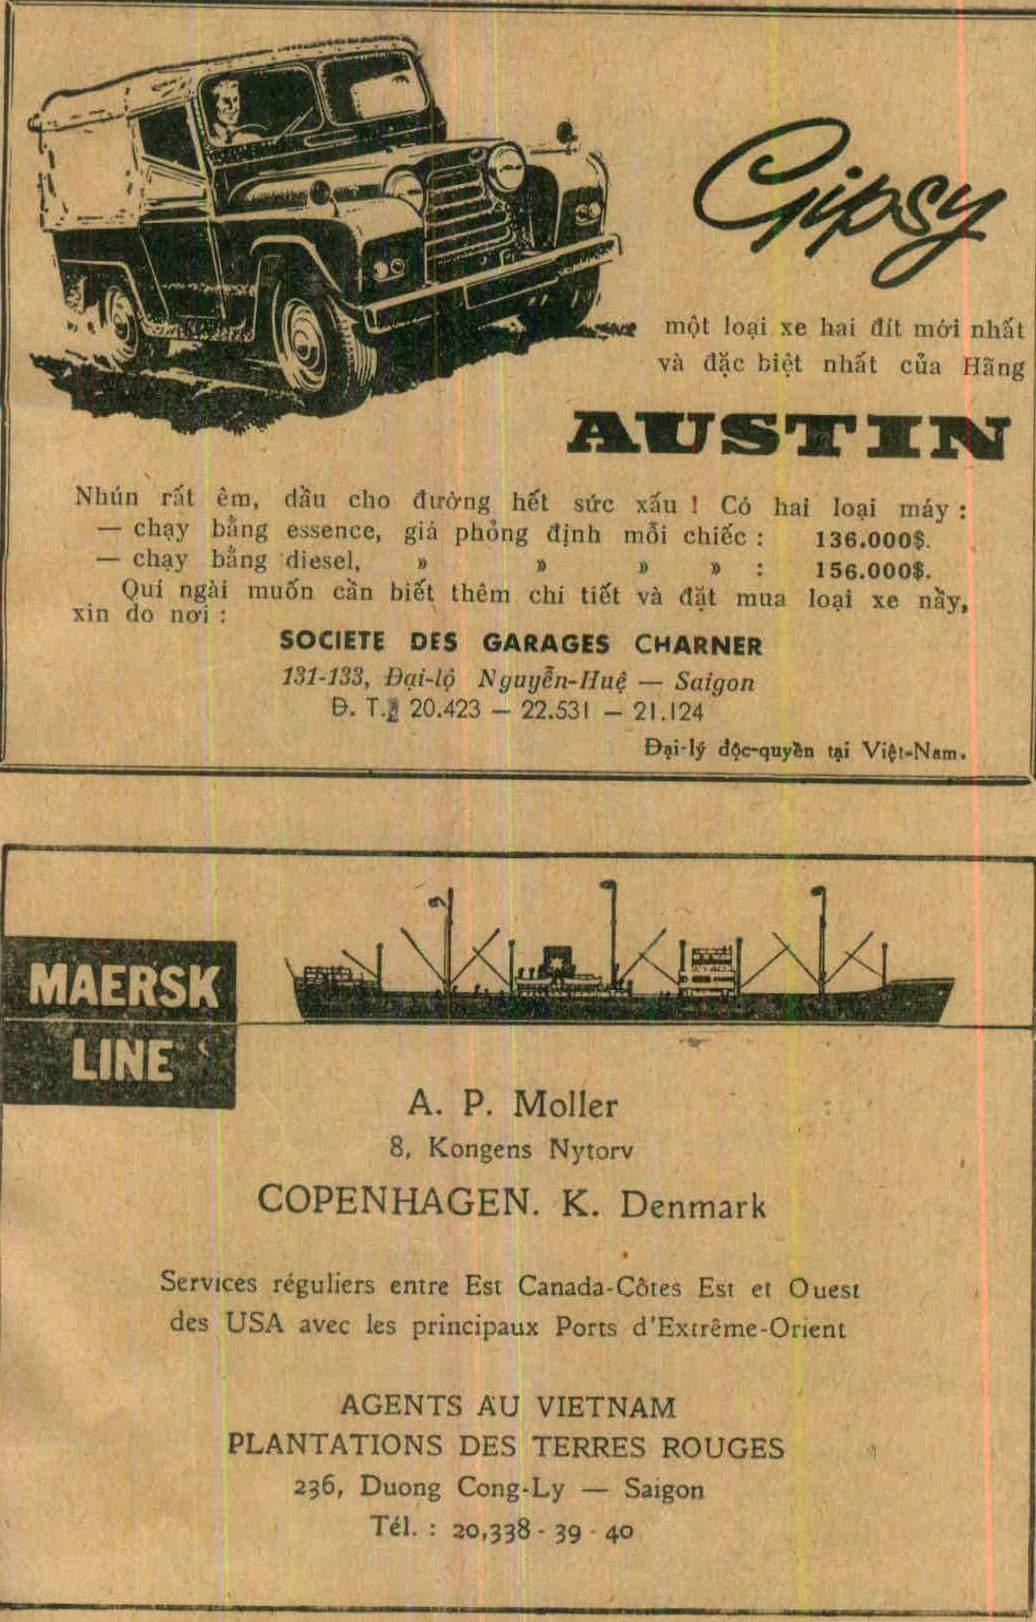 Gipsy
một loại xe hai đít mới nhất
và đặc biệt nhất của Hãng
AUSTIN
Nhún rất êm, dầu cho đường hết sức xấu ! Có hai loại máy :
— chạy bằng essence, giá phỏng định mỗi chiếc : 136.000$.
— chạy bằng diesel, » » » » : 156.000$.
Quí ngài muốn cần biết thêm chi tiết và đặt mua loại xe nầy,
xin do nơi :
SOCIETE DES GARAGES CHARNER
131-133, Đại-lộ Nguyễn-Huệ — Saigon
Đ. T. 20.423 — 22.531 — 21.124
Đại-lý độc-quyền tại Việt-Nam.
MAERSK
LINE
A. P. Moller
8, Kongens Nytorv
COPENHAGEN. K. Denmark
Services réguliers entre Est Canada-Côtes Est et Ouest
des USA avec les principaux Ports d'Extrême-Orient
AGENTS AU VIETNAM
PLANTATIONS DES TERRES ROUGES
236, Duong Cong-Ly — Saigon
Tél. : 20,338 - 39 - 40